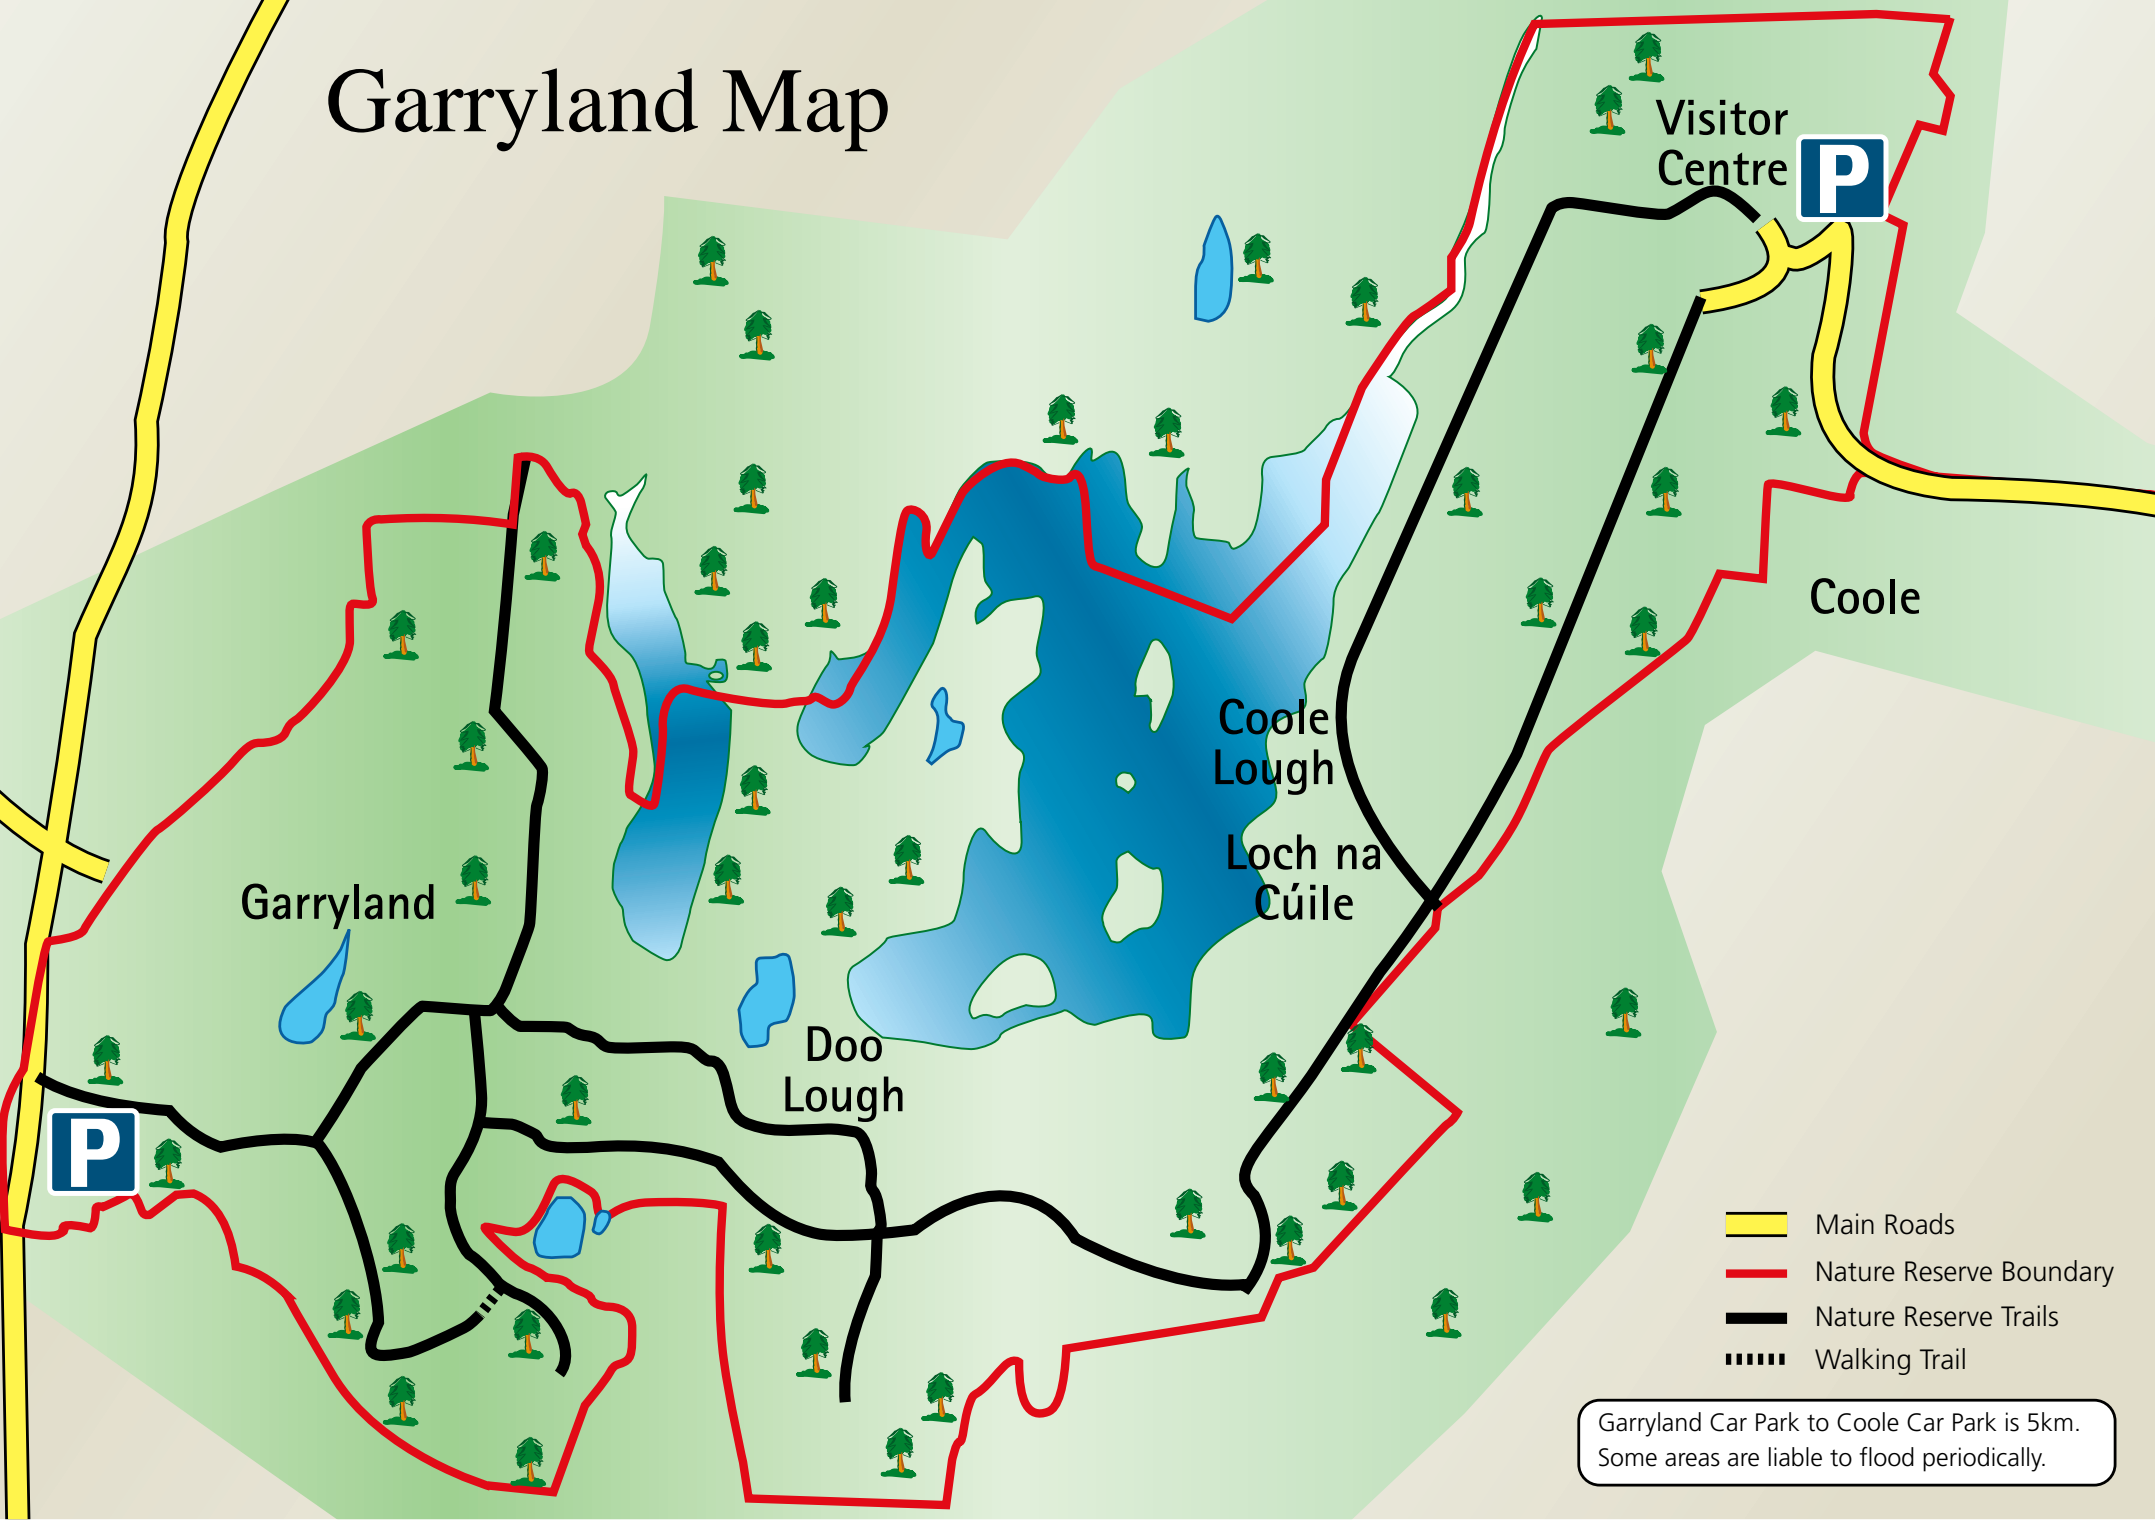 Garryland Map
Visitor
Centre
P
Coole
Coole
Lough
Loch na
Cúile
Garryland
Doo
Lough
P
Main Roads
Nature Reserve Boundary
Nature Reserve Trails
Walking Trail
Garryland Car Park to Coole Car Park is 5km.
Some areas are liable to flood periodically.